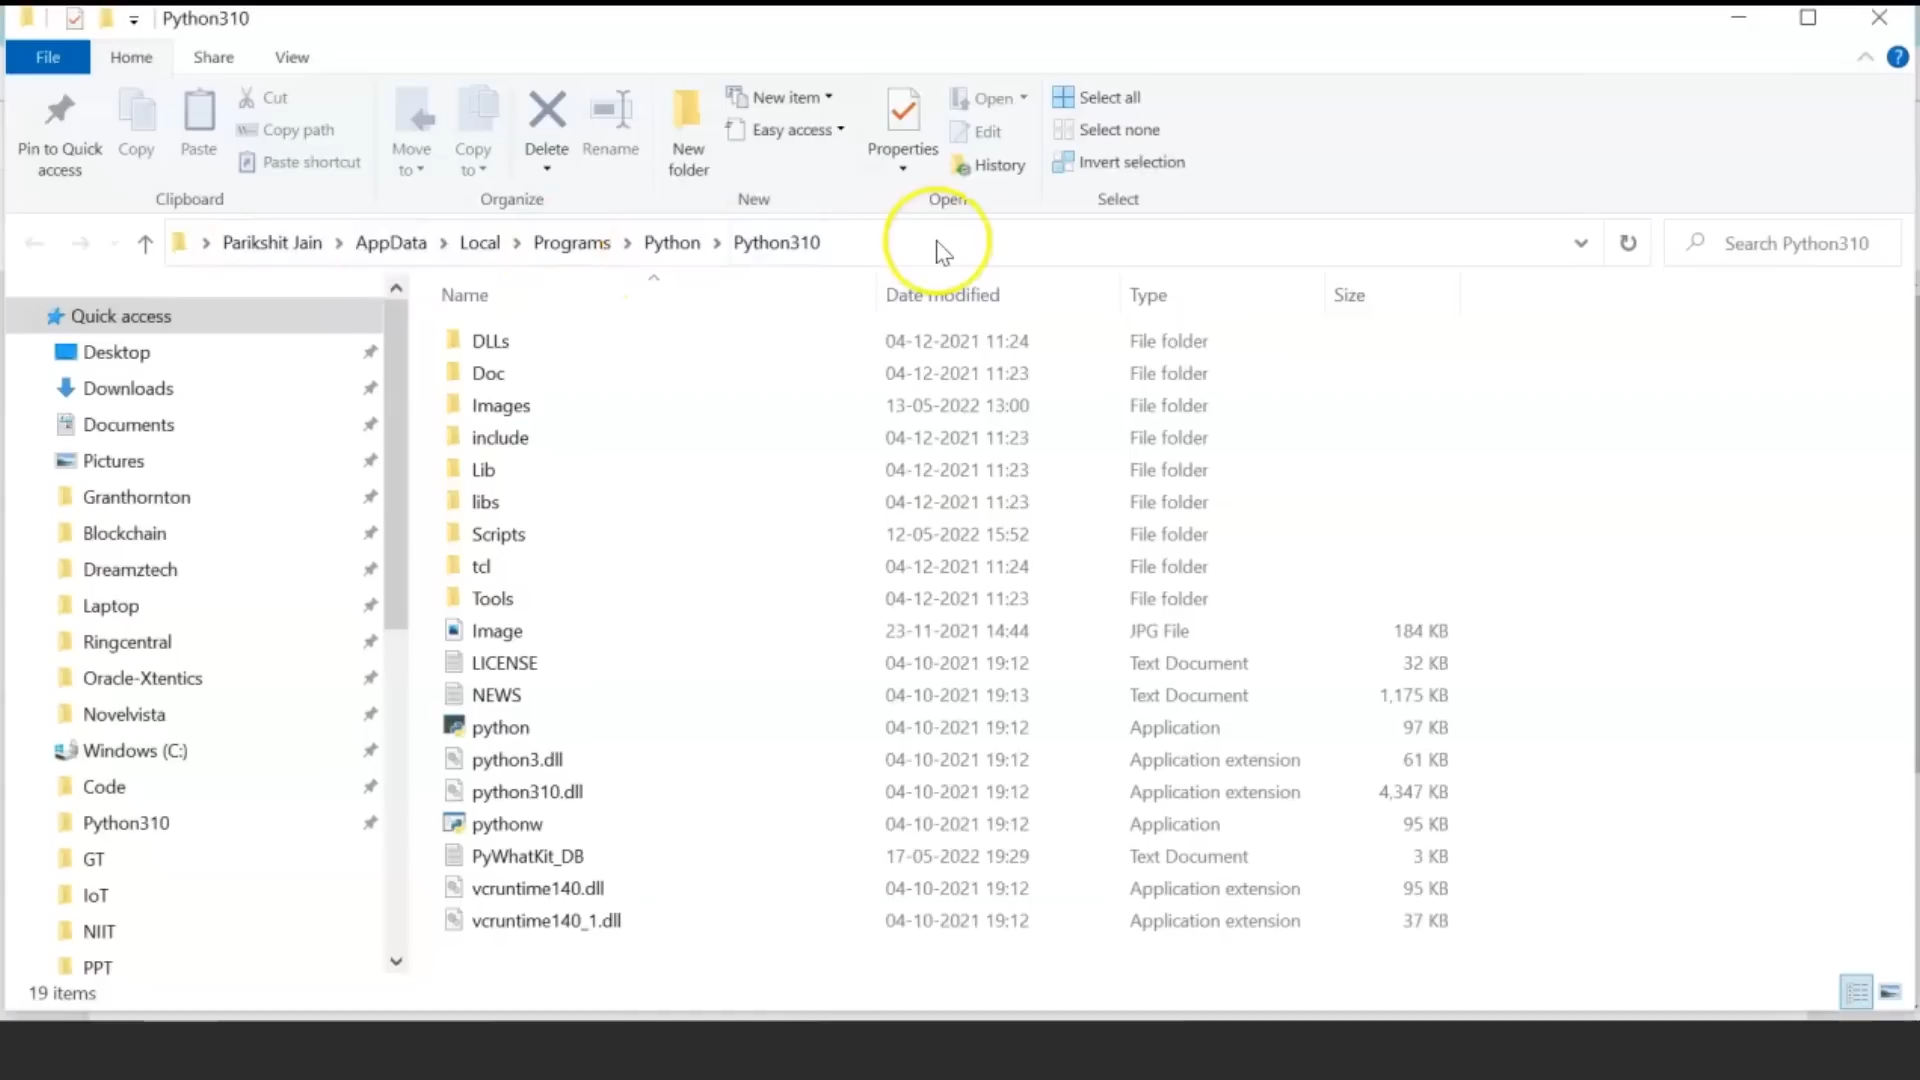 Python310
File Home Share View
Pin to Quick access
Copy
Paste
Cut
Copy path
Paste shortcut
Clipboard
Move to
Copy to
Delete
Rename
Organize
New folder
New item
Easy access
New
Properties
Open
Edit
History
Open
Select all
Select none
Invert selection
Select
Parikshit Jain > AppData > Local > Programs > Python > Python310
Search Python310
Quick access
Desktop
Downloads
Documents
Pictures
Granthornton
Blockchain
Dreamztech
Laptop
Ringcentral
Oracle-Xtentics
Novelvista
Windows (C:)
Code
Python310
GT
IoT
NIIT
PPT
Name Date modified Type Size
DLLs 04-12-2021 11:24 File folder
Doc 04-12-2021 11:23 File folder
Images 13-05-2022 13:00 File folder
include 04-12-2021 11:23 File folder
Lib 04-12-2021 11:23 File folder
libs 04-12-2021 11:23 File folder
Scripts 12-05-2022 15:52 File folder
tcl 04-12-2021 11:24 File folder
Tools 04-12-2021 11:23 File folder
Image 23-11-2021 14:44 JPG File 184 KB
LICENSE 04-10-2021 19:12 Text Document 32 KB
NEWS 04-10-2021 19:13 Text Document 1,175 KB
python 04-10-2021 19:12 Application 97 KB
python3.dll 04-10-2021 19:12 Application extension 61 KB
python310.dll 04-10-2021 19:12 Application extension 4,347 KB
pythonw 04-10-2021 19:12 Application 95 KB
PyWhatKit_DB 17-05-2022 19:29 Text Document 3 KB
vcruntime140.dll 04-10-2021 19:12 Application extension 95 KB
vcruntime140_1.dll 04-10-2021 19:12 Application extension 37 KB
19 items